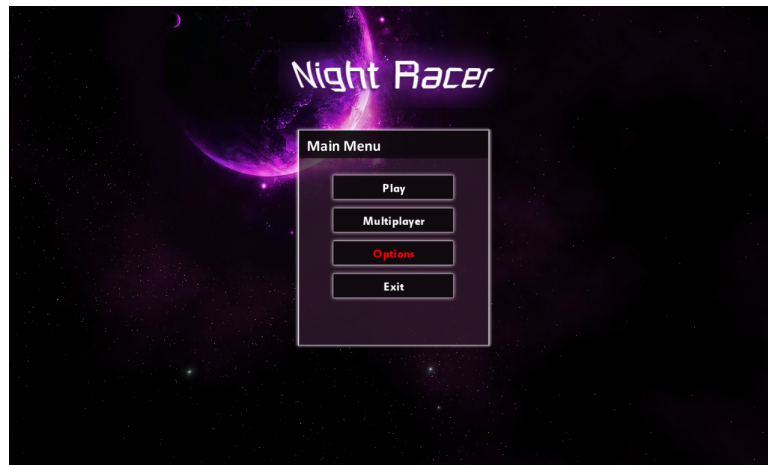 Night Racer
Main Menu
Play
Multiplayer
Options
Exit